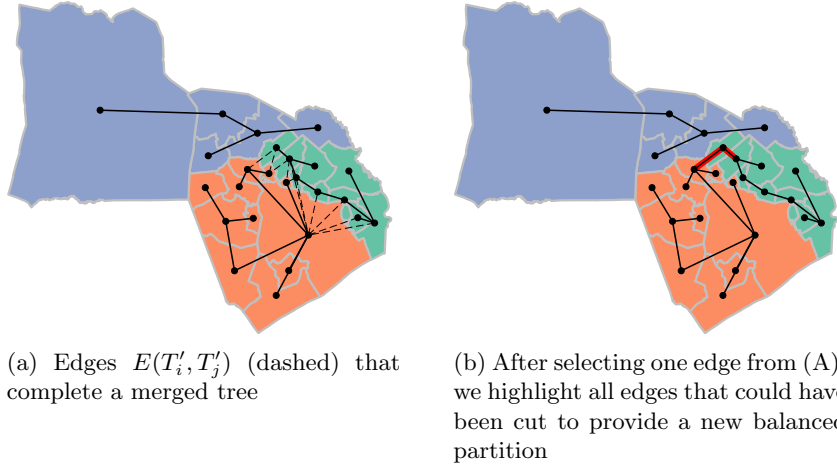 (a) Edges E(T′i, T′j) (dashed) that
complete a merged tree
(b) After selecting one edge from (A)
we highlight all edges that could have
been cut to provide a new balanced
partition